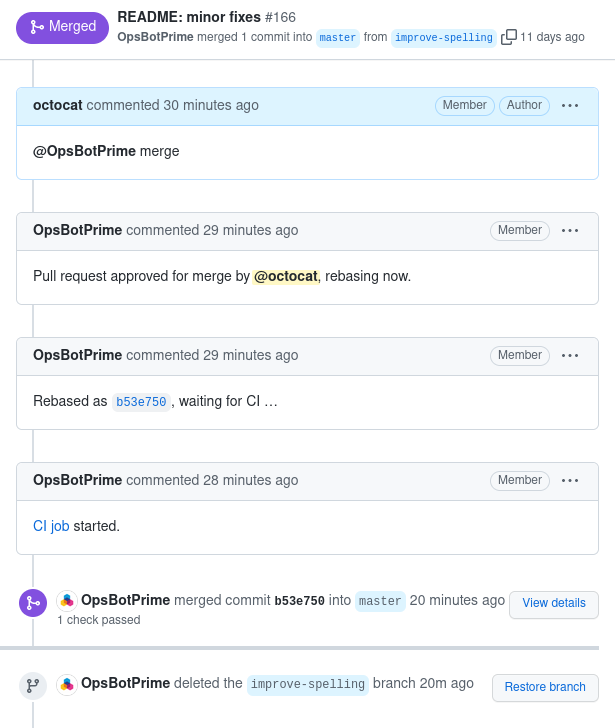 Merged
README: minor fixes #166
OpsBotPrime merged 1 commit into master from improve-spelling 11 days ago
octocat commented 30 minutes ago Member Author ...
@OpsBotPrime merge
OpsBotPrime commented 29 minutes ago Member ...
Pull request approved for merge by @octocat, rebasing now.
OpsBotPrime commented 29 minutes ago Member ...
Rebased as b53e750, waiting for CI …
OpsBotPrime commented 28 minutes ago Member ...
CI job started.
OpsBotPrime merged commit b53e750 into master 20 minutes ago View details
1 check passed
OpsBotPrime deleted the improve-spelling branch 20m ago Restore branch